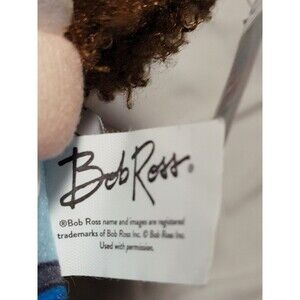 Bob Ross®
®Bob Ross name and images are registered
trademarks of Bob Ross Inc. © Bob Ross Inc.
Used with permission.